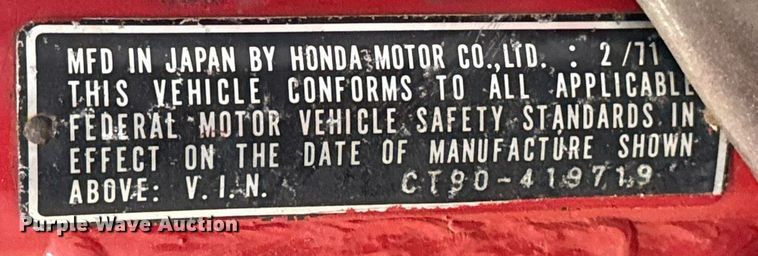 MFD IN JAPAN BY HONDA MOTOR CO.,LTD. : 2/71
THIS VEHICLE CONFORMS TO ALL APPLICABLE
FEDERAL MOTOR VEHICLE SAFETY STANDARDS IN
EFFECT ON THE DATE OF MANUFACTURE SHOWN
ABOVE: V.I.N. CT90-419719
Purple Wave Auction